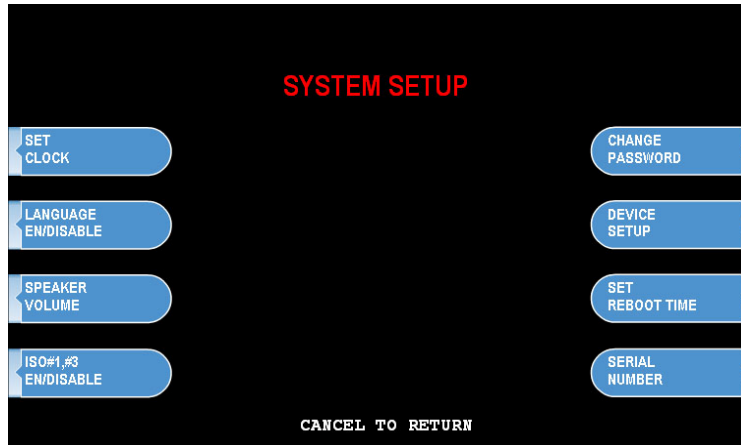 SYSTEM SETUP
SET
CLOCK
CHANGE
PASSWORD
LANGUAGE
EN/DISABLE
DEVICE
SETUP
SPEAKER
VOLUME
SET
REBOOT TIME
ISO#1,#3
EN/DISABLE
SERIAL
NUMBER
CANCEL TO RETURN